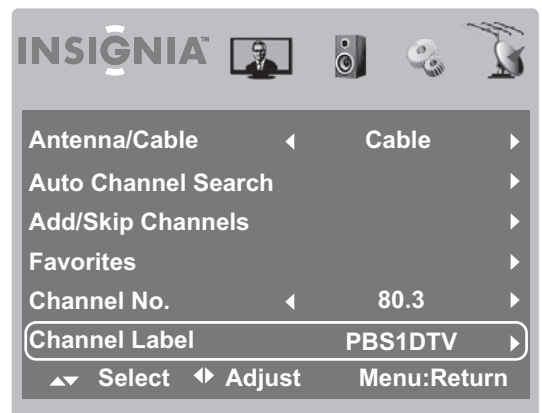 INSIGNIA™
Antenna/Cable Cable
Auto Channel Search
Add/Skip Channels
Favorites
Channel No. 80.3
Channel Label PBS1DTV
Select Adjust Menu:Return